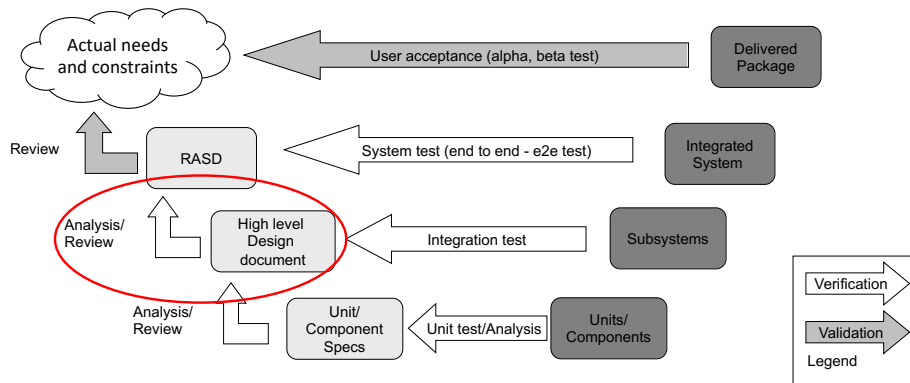 Actual needs
and constraints
User acceptance (alpha, beta test)
Delivered
Package
Review
RASD
System test (end to end - e2e test)
Integrated
System
Analysis/
Review
High level
Design
document
Integration test
Subsystems
Analysis/
Review
Unit/
Component
Specs
Unit test/Analysis
Units/
Components
Verification
Validation
Legend